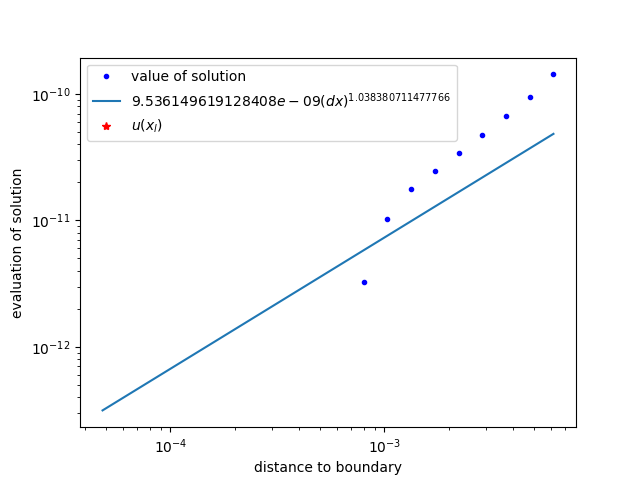 value of solution
9.536149619128408e − 09(dx)^1.038380711477766
u(x_l)
10^−10
10^−11
10^−12
evaluation of solution
10^−4
10^−3
distance to boundary